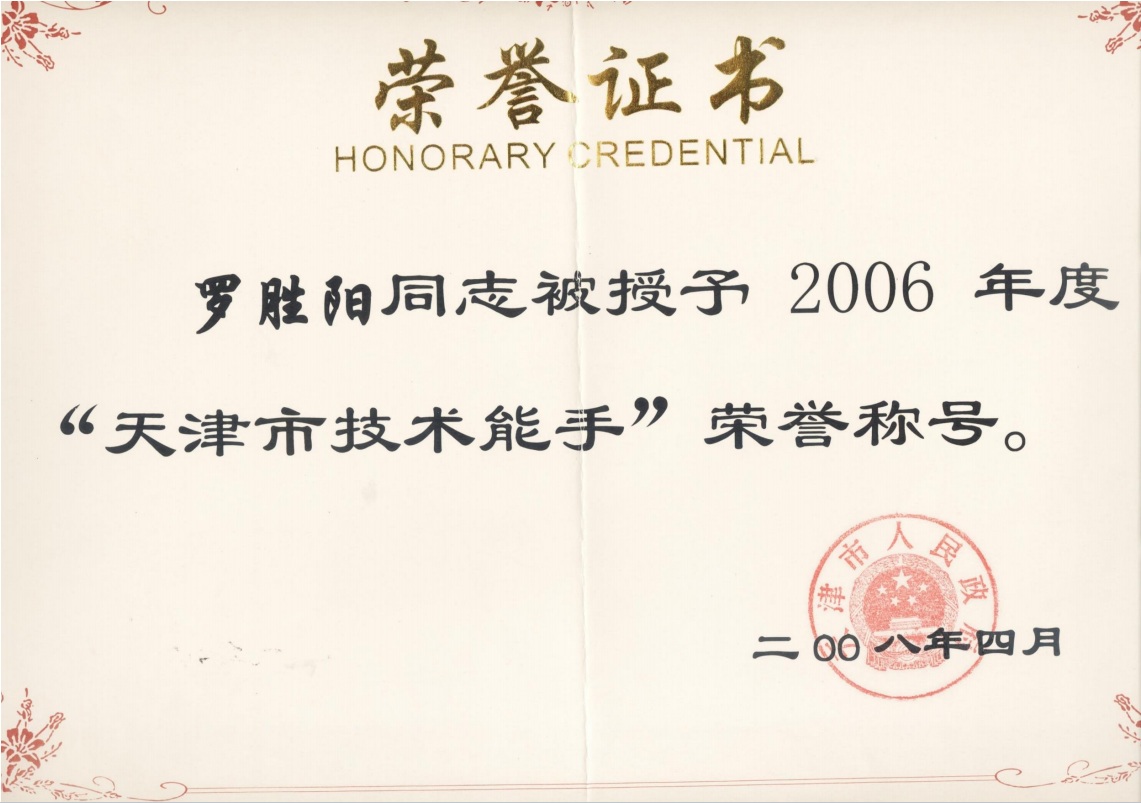 荣誉证书
HONORARY CREDENTIAL
罗胜阳同志被授予 2006 年度
“天津市技术能手”荣誉称号。
天津市人民政府
二〇〇八年四月